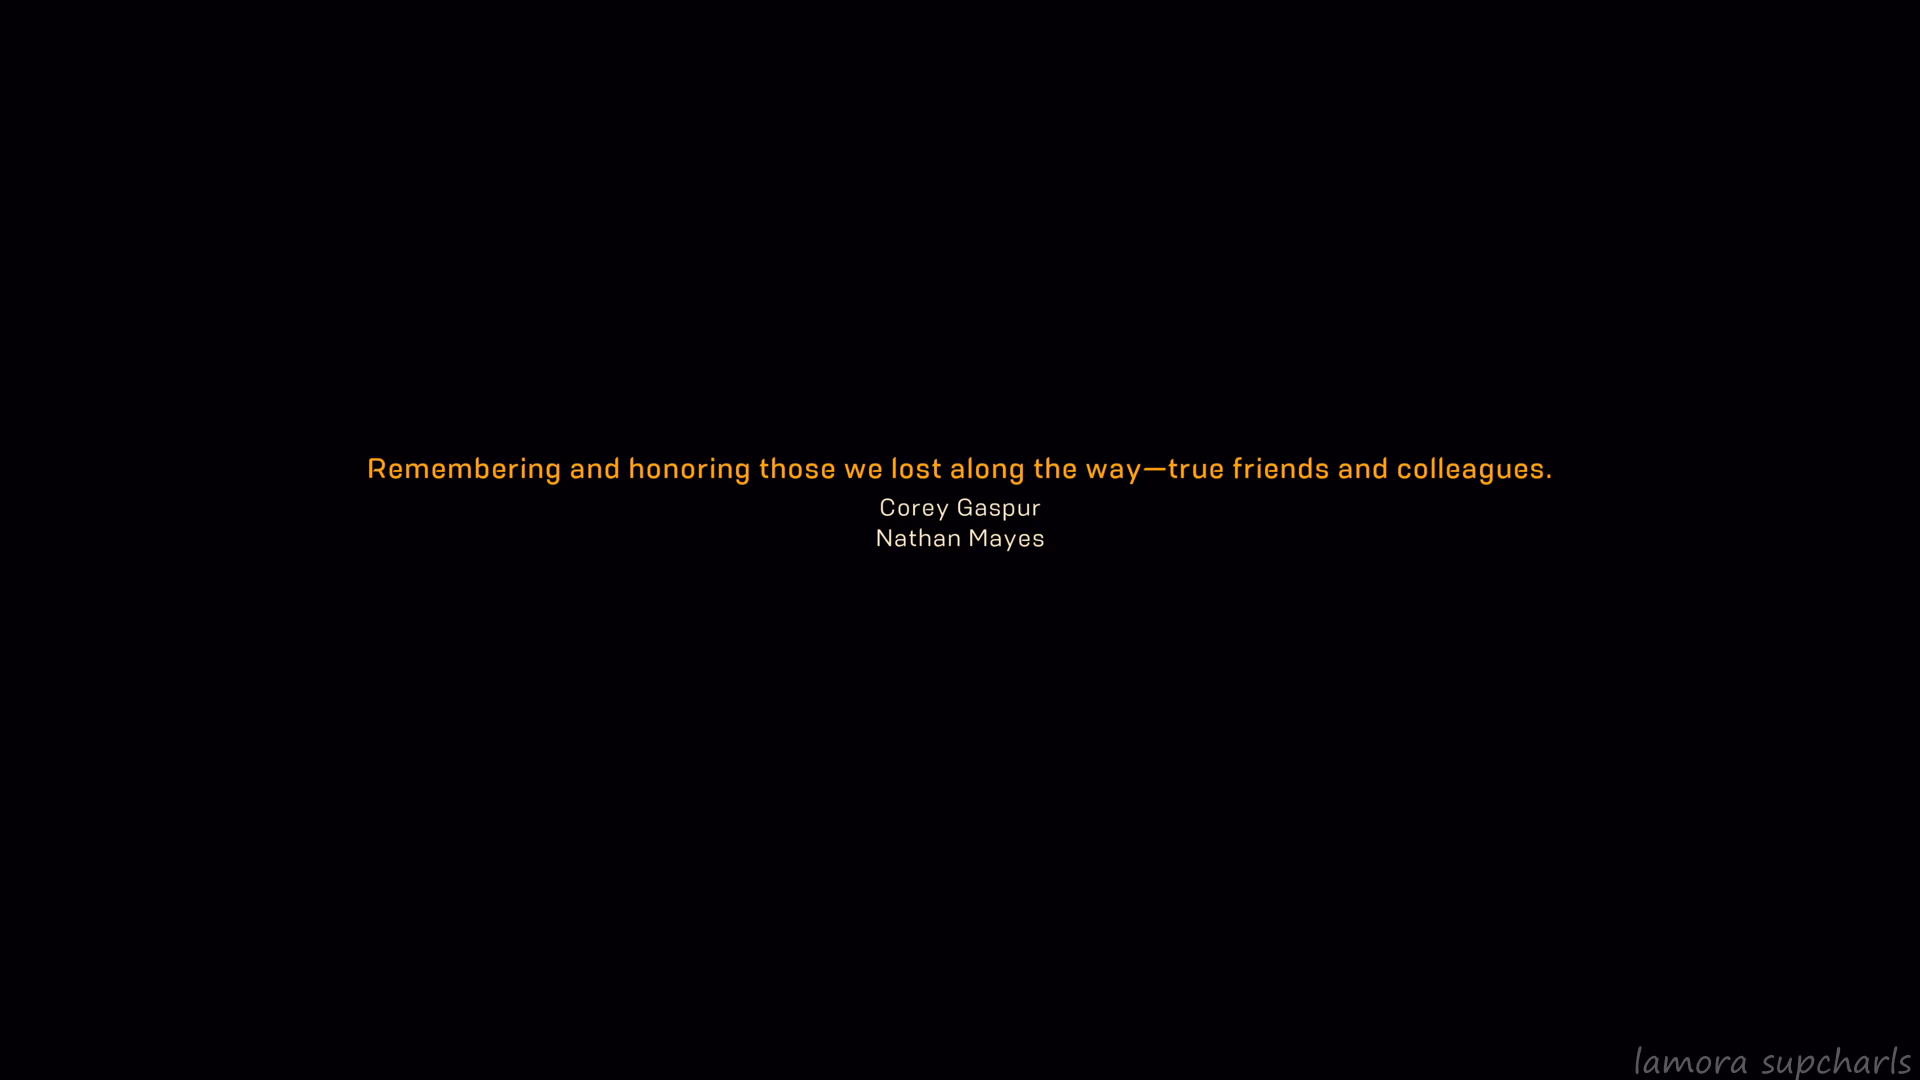 Remembering and honoring those we lost along the way—true friends and colleagues.
Corey Gaspur
Nathan Mayes
lamora supcharls